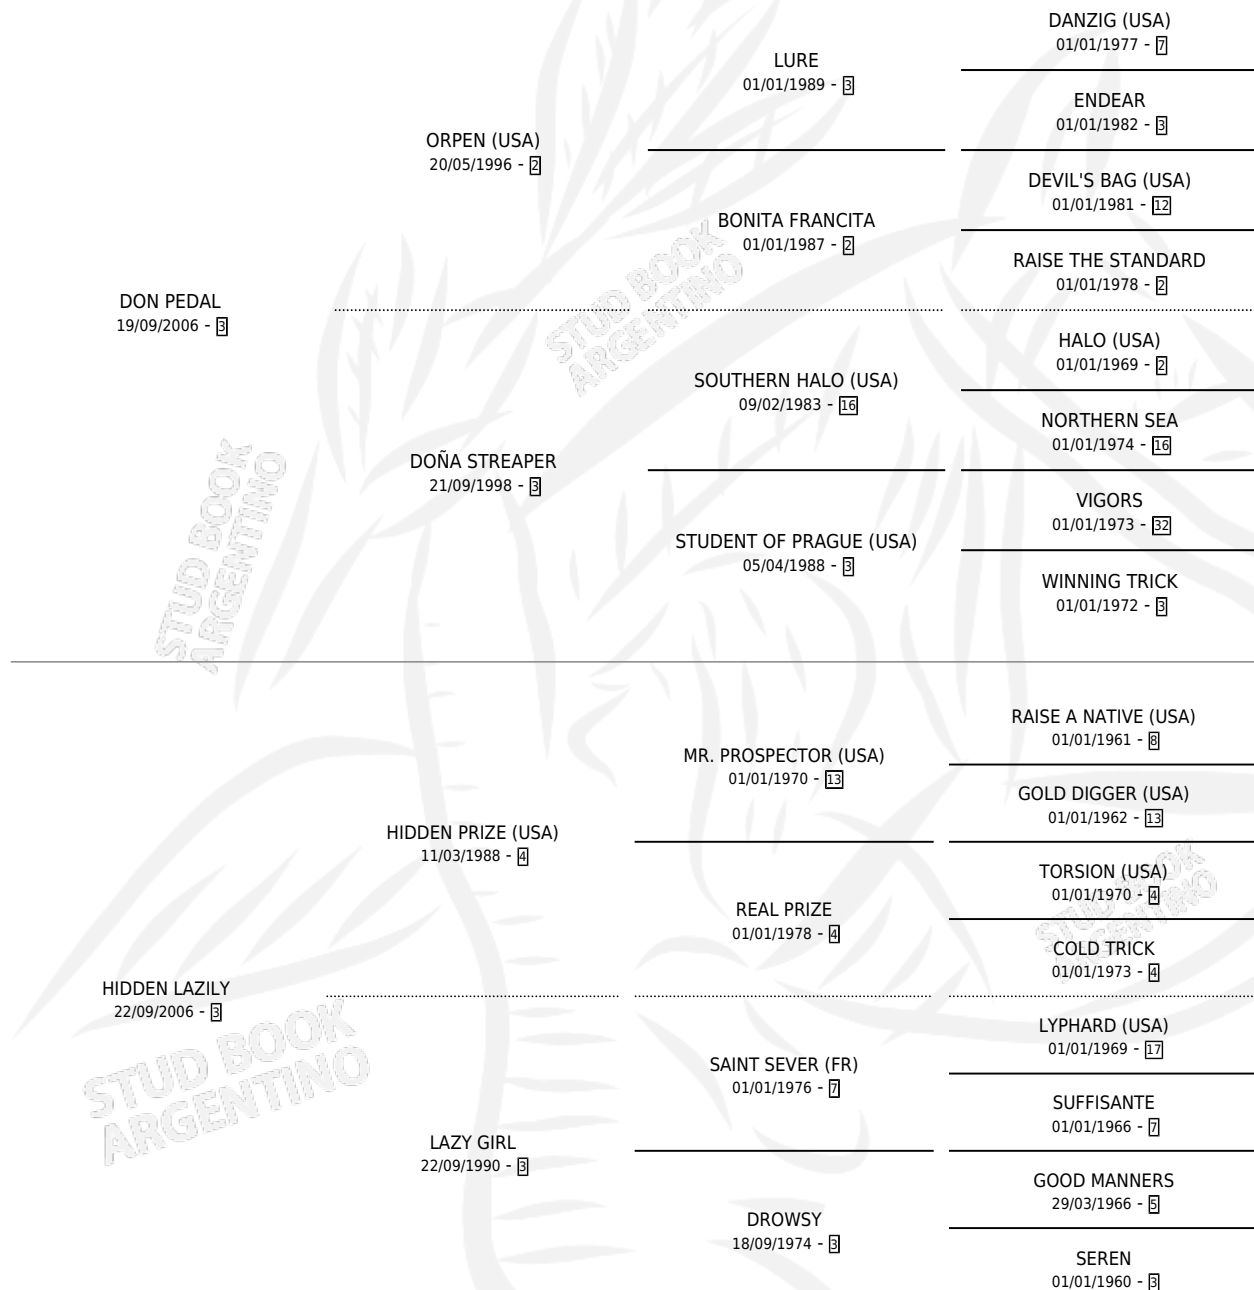 DANZIG (USA)
01/01/1977 - 7
LURE
01/01/1989 - 3
ENDEAR
01/01/1982 - 3
ORPEN (USA)
20/05/1996 - 2
DEVIL'S BAG (USA)
01/01/1981 - 12
BONITA FRANCITA
01/01/1987 - 2
RAISE THE STANDARD
01/01/1978 - 2
DON PEDAL
19/09/2006 - 3
HALO (USA)
01/01/1969 - 2
SOUTHERN HALO (USA)
09/02/1983 - 16
NORTHERN SEA
01/01/1974 - 16
DOÑA STREAPER
21/09/1998 - 3
VIGORS
01/01/1973 - 32
STUDENT OF PRAGUE (USA)
05/04/1988 - 3
WINNING TRICK
01/01/1972 - 3
RAISE A NATIVE (USA)
01/01/1961 - 8
MR. PROSPECTOR (USA)
01/01/1970 - 13
GOLD DIGGER (USA)
01/01/1962 - 13
HIDDEN PRIZE (USA)
11/03/1988 - 4
TORSION (USA)
01/01/1970 - 4
REAL PRIZE
01/01/1978 - 4
COLD TRICK
01/01/1973 - 4
HIDDEN LAZILY
22/09/2006 - 3
LYPHARD (USA)
01/01/1969 - 17
SAINT SEVER (FR)
01/01/1976 - 7
SUFFISANTE
01/01/1966 - 7
LAZY GIRL
22/09/1990 - 3
GOOD MANNERS
29/03/1966 - 5
DROWSY
18/09/1974 - 3
SEREN
01/01/1960 - 3
STUD BOOK
ARGENTINO
STUD BOOK
ARGENTINO
STUD BOOK
ARGENTINO
STUD BOOK
ARGENTINO